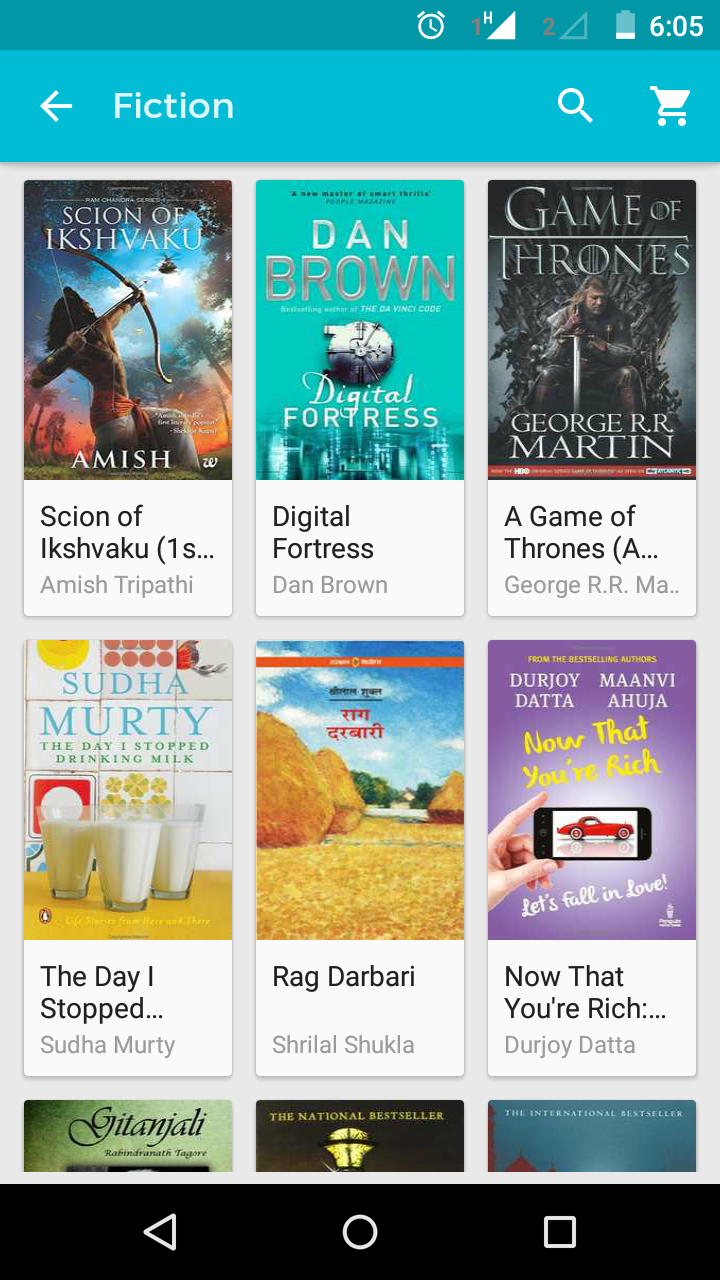 1 H 2 6:05
Fiction
RAM CHANDRA SERIES
SCION OF
IKSHVAKU
AMISH
Scion of
Ikshvaku (1s...
Amish Tripathi
'A new master of smart thrills'
PEOPLE MAGAZINE
DAN
BROWN
Bestselling author of THE DA VINCI CODE
Digital
FORTRESS
Digital
Fortress
Dan Brown
GAME OF
THRONES
GEORGE R.R.
MARTIN
A Game of
Thrones (A...
George R.R. Ma..
SUDHA
MURTY
THE DAY I STOPPED
DRINKING MILK
Life Stories from Here and There
The Day I
Stopped...
Sudha Murty
श्रीलाल शुक्ल
राग
दरबारी
Rag Darbari
Shrilal Shukla
FROM THE BESTSELLING AUTHORS
DURJOY MAANVI
DATTA AHUJA
Now That
You're Rich
Let's Fall in Love!
Now That
You're Rich:...
Durjoy Datta
Gitanjali
Rabindranath Tagore
THE NATIONAL BESTSELLER
THE INTERNATIONAL BESTSELLER